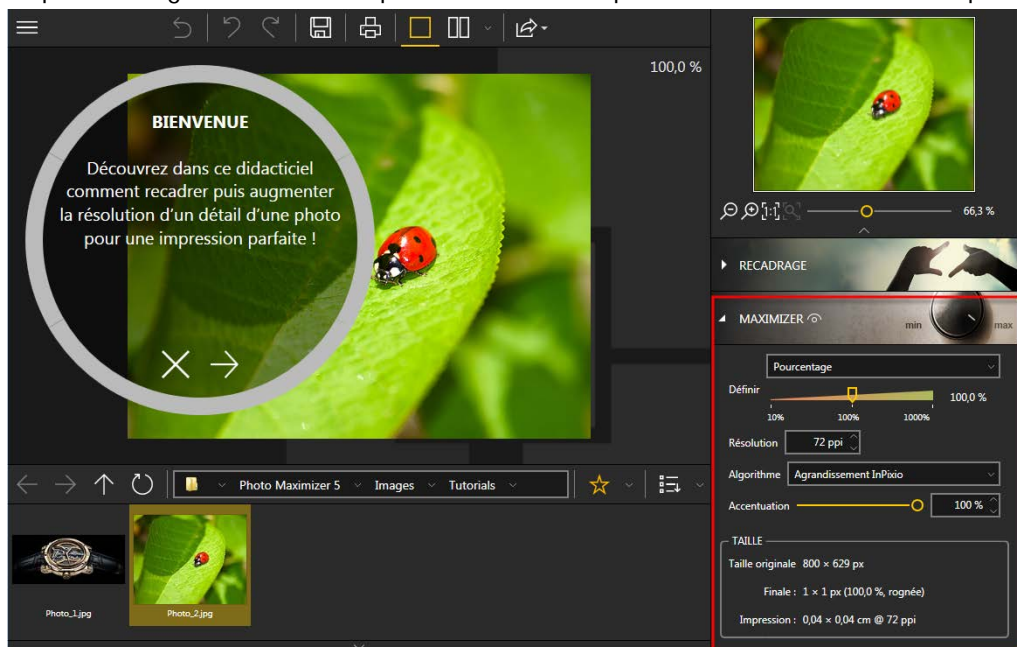 100,0 %
BIENVENUE
Découvrez dans ce didacticiel
comment recadrer puis augmenter
la résolution d'un détail d'une photo
pour une impression parfaite !
[1:1]
66,3 %
RECADRAGE
MAXIMIZER
min
max
Pourcentage
Définir
100,0 %
10% 100% 1000%
Résolution 72 ppi
Algorithme Agrandissement InPixio
Accentuation 100 %
TAILLE
Taille originale 800 × 629 px
Finale : 1 × 1 px (100,0 %, rognée)
Impression : 0,04 × 0,04 cm @ 72 ppi
Photo Maximizer 5 Images Tutorials
Photo_1.jpg
Photo_2.jpg